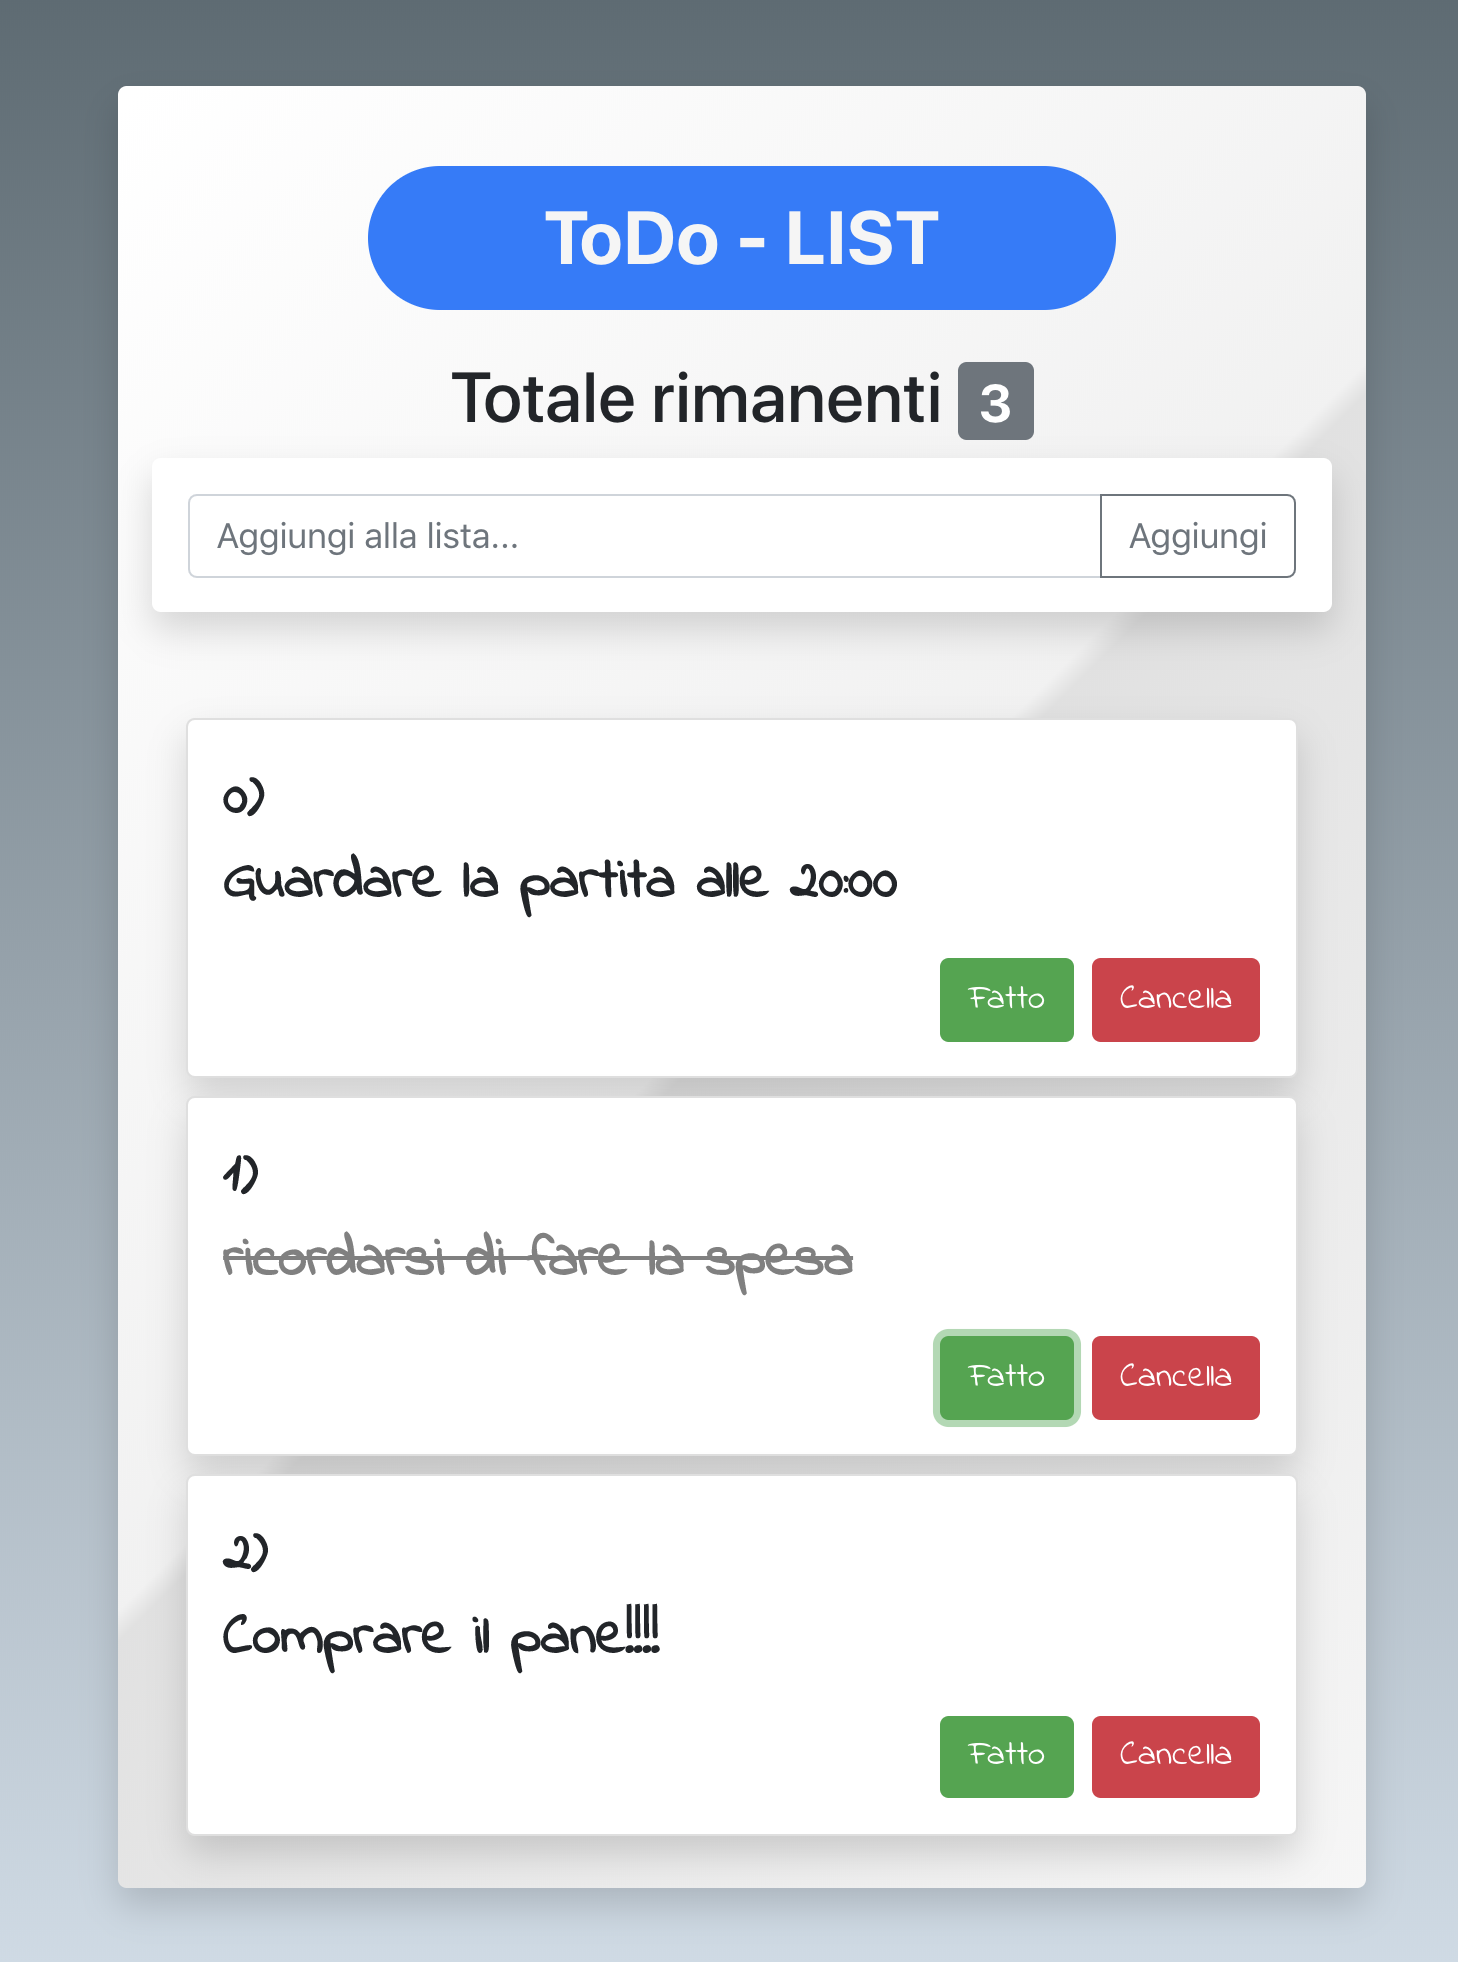 ToDo - LIST
Totale rimanenti 3
Aggiungi alla lista... Aggiungi
0)
Guardare la partita alle 20:00
Fatto Cancella
1)
ricordarsi di fare la spesa
Fatto Cancella
2)
Comprare il pane!!!!
Fatto Cancella